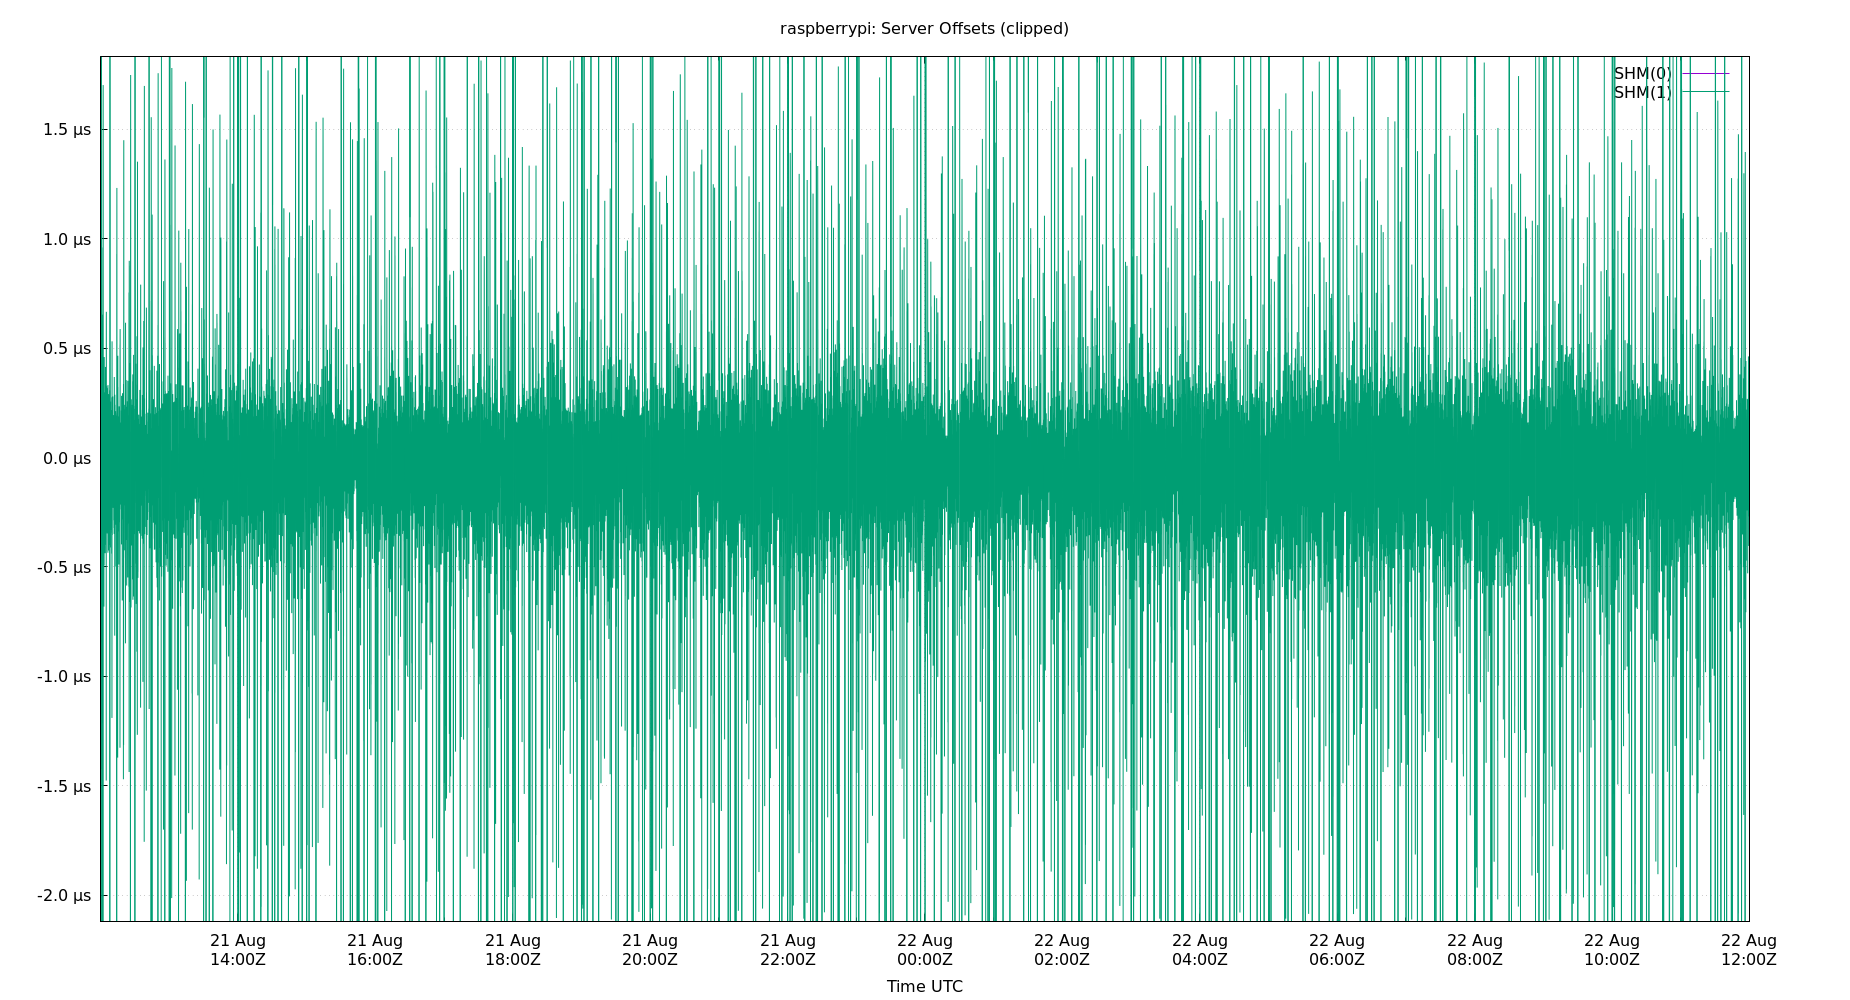 raspberrypi: Server Offsets (clipped)
SHM(0)
SHM(1)
1.5 µs
1.0 µs
0.5 µs
0.0 µs
-0.5 µs
-1.0 µs
-1.5 µs
-2.0 µs
21 Aug 21 Aug 21 Aug 21 Aug 21 Aug 22 Aug 22 Aug 22 Aug 22 Aug 22 Aug 22 Aug 22 Aug
14:00Z 16:00Z 18:00Z 20:00Z 22:00Z 00:00Z 02:00Z 04:00Z 06:00Z 08:00Z 10:00Z 12:00Z
Time UTC